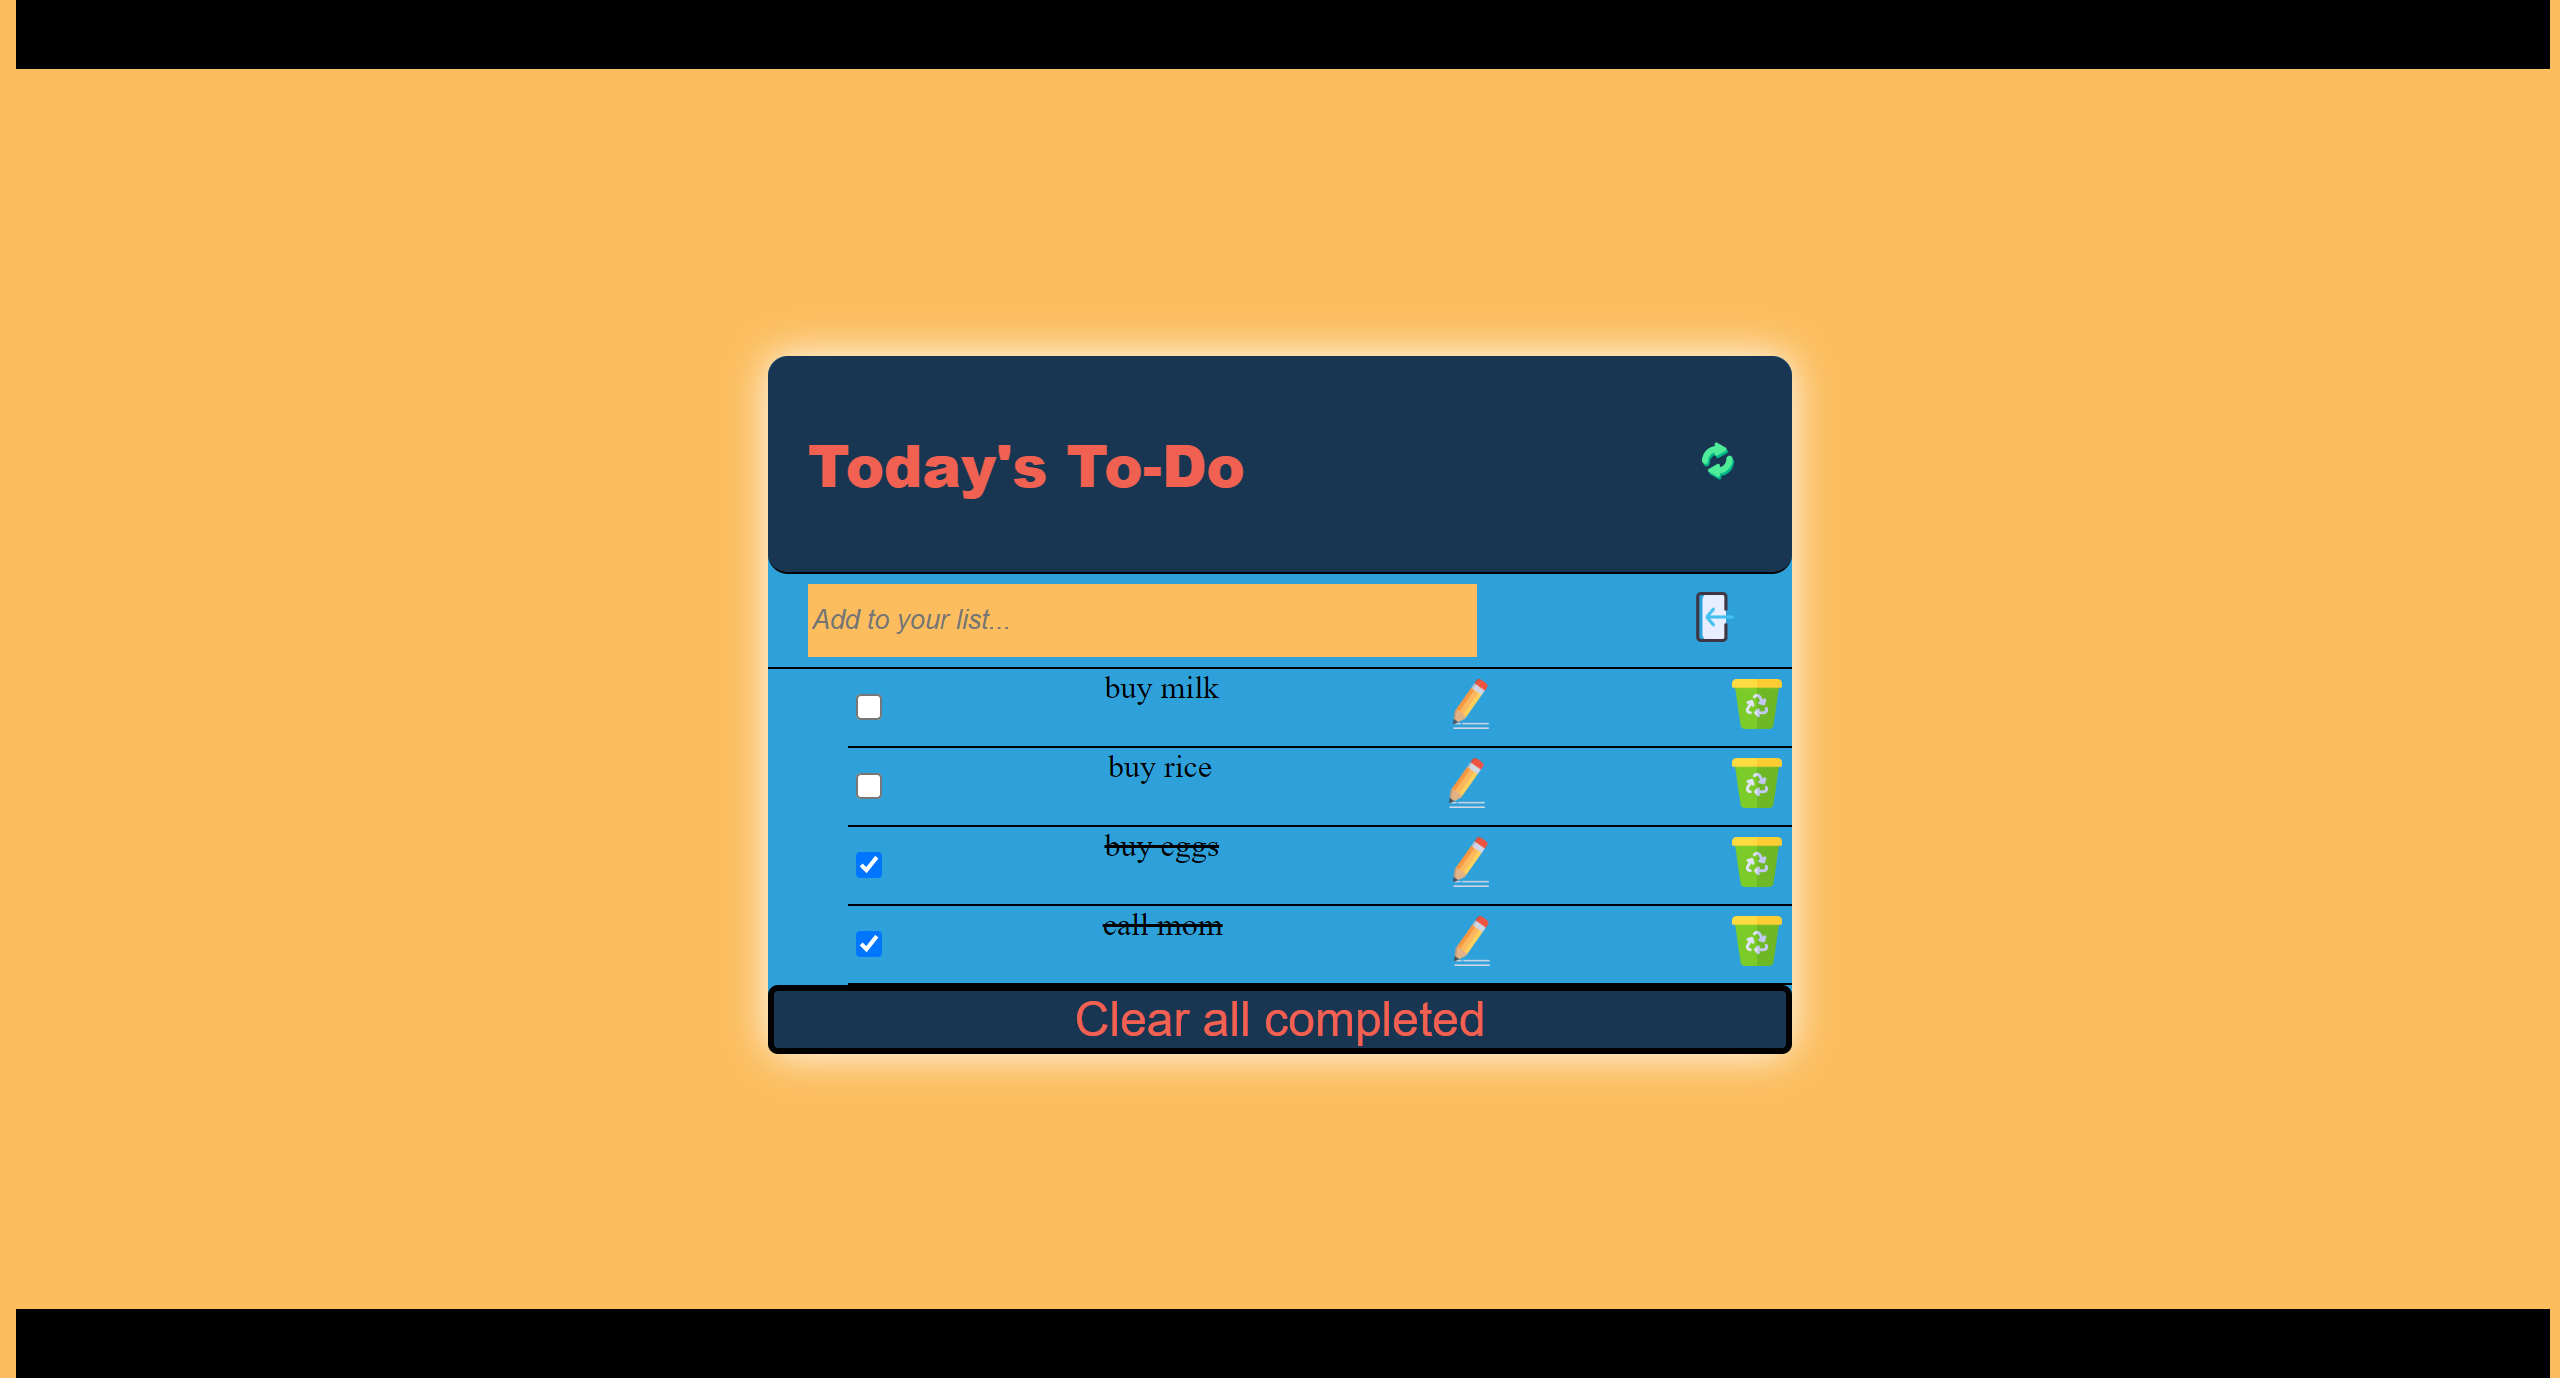 Today's To-Do
Add to your list...
buy milk
buy rice
buy eggs
call mom
Clear all completed